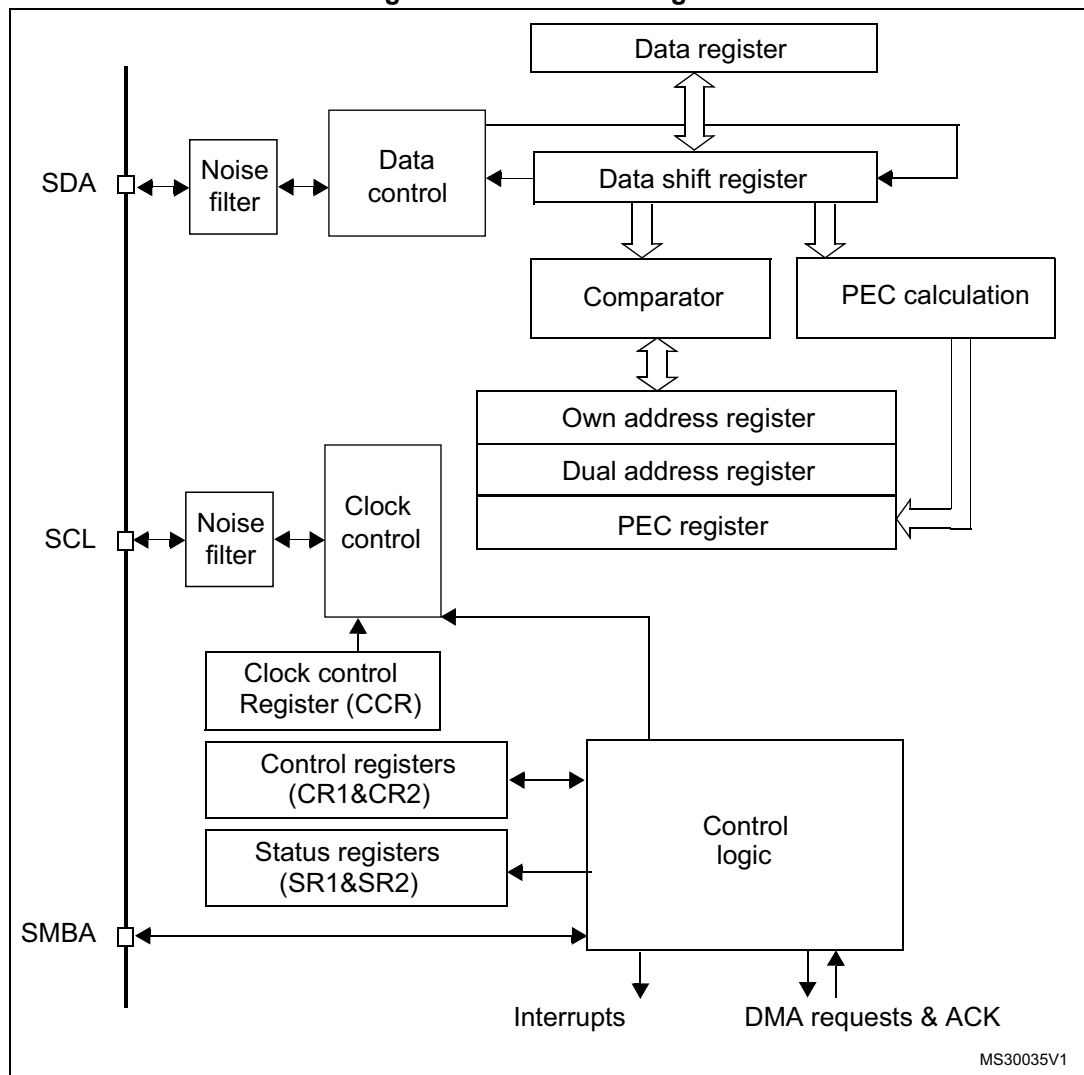 Data register
SDA
Noise
filter
Data
control
Data shift register
Comparator
PEC calculation
Own address register
Dual address register
PEC register
SCL
Noise
filter
Clock
control
Clock control
Register (CCR)
Control registers
(CR1&CR2)
Status registers
(SR1&SR2)
Control
logic
SMBA
Interrupts
DMA requests & ACK
MS30035V1